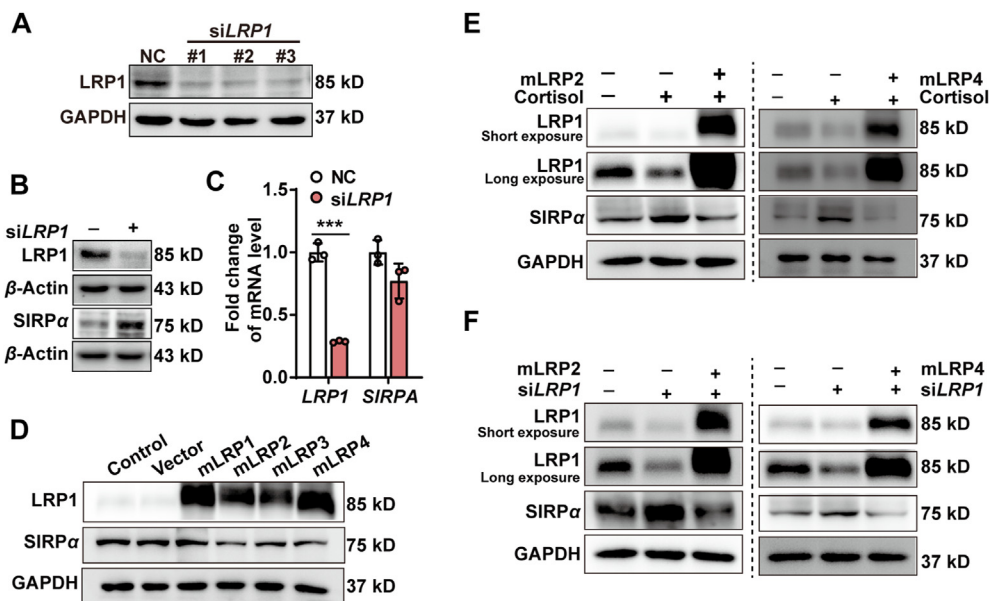 A
siLRP1
NC #1 #2 #3
LRP1 85 kD
GAPDH 37 kD
B
siLRP1 – +
LRP1 85 kD
β-Actin 43 kD
SIRPα 75 kD
β-Actin 43 kD
C
NC
siLRP1
Fold change
of mRNA level
1.5
1.0
0.5
0.0
***
LRP1 SIRPA
D
Control Vector mLRP1 mLRP2 mLRP3 mLRP4
LRP1 85 kD
SIRPα 75 kD
GAPDH 37 kD
E
mLRP2 – – + – – + mLRP4
Cortisol – + + – + + Cortisol
LRP1
Short exposure 85 kD
LRP1
Long exposure 85 kD
SIRPα 75 kD
GAPDH 37 kD
F
mLRP2 – – + – – + mLRP4
siLRP1 – + + – + + siLRP1
LRP1
Short exposure 85 kD
LRP1
Long exposure 85 kD
SIRPα 75 kD
GAPDH 37 kD